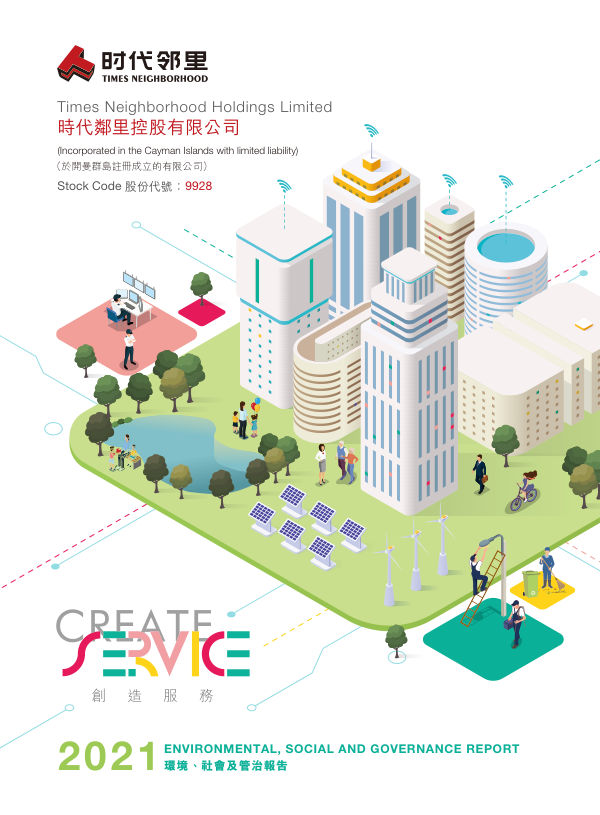 时代邻里
TIMES NEIGHBORHOOD
Times Neighborhood Holdings Limited
時代鄰里控股有限公司
(Incorporated in the Cayman Islands with limited liability)
(於開曼群島註冊成立的有限公司)
Stock Code 股份代號：9928
CREATE
SERVICE
創造服務
2021 ENVIRONMENTAL, SOCIAL AND GOVERNANCE REPORT
環境、社會及管治報告